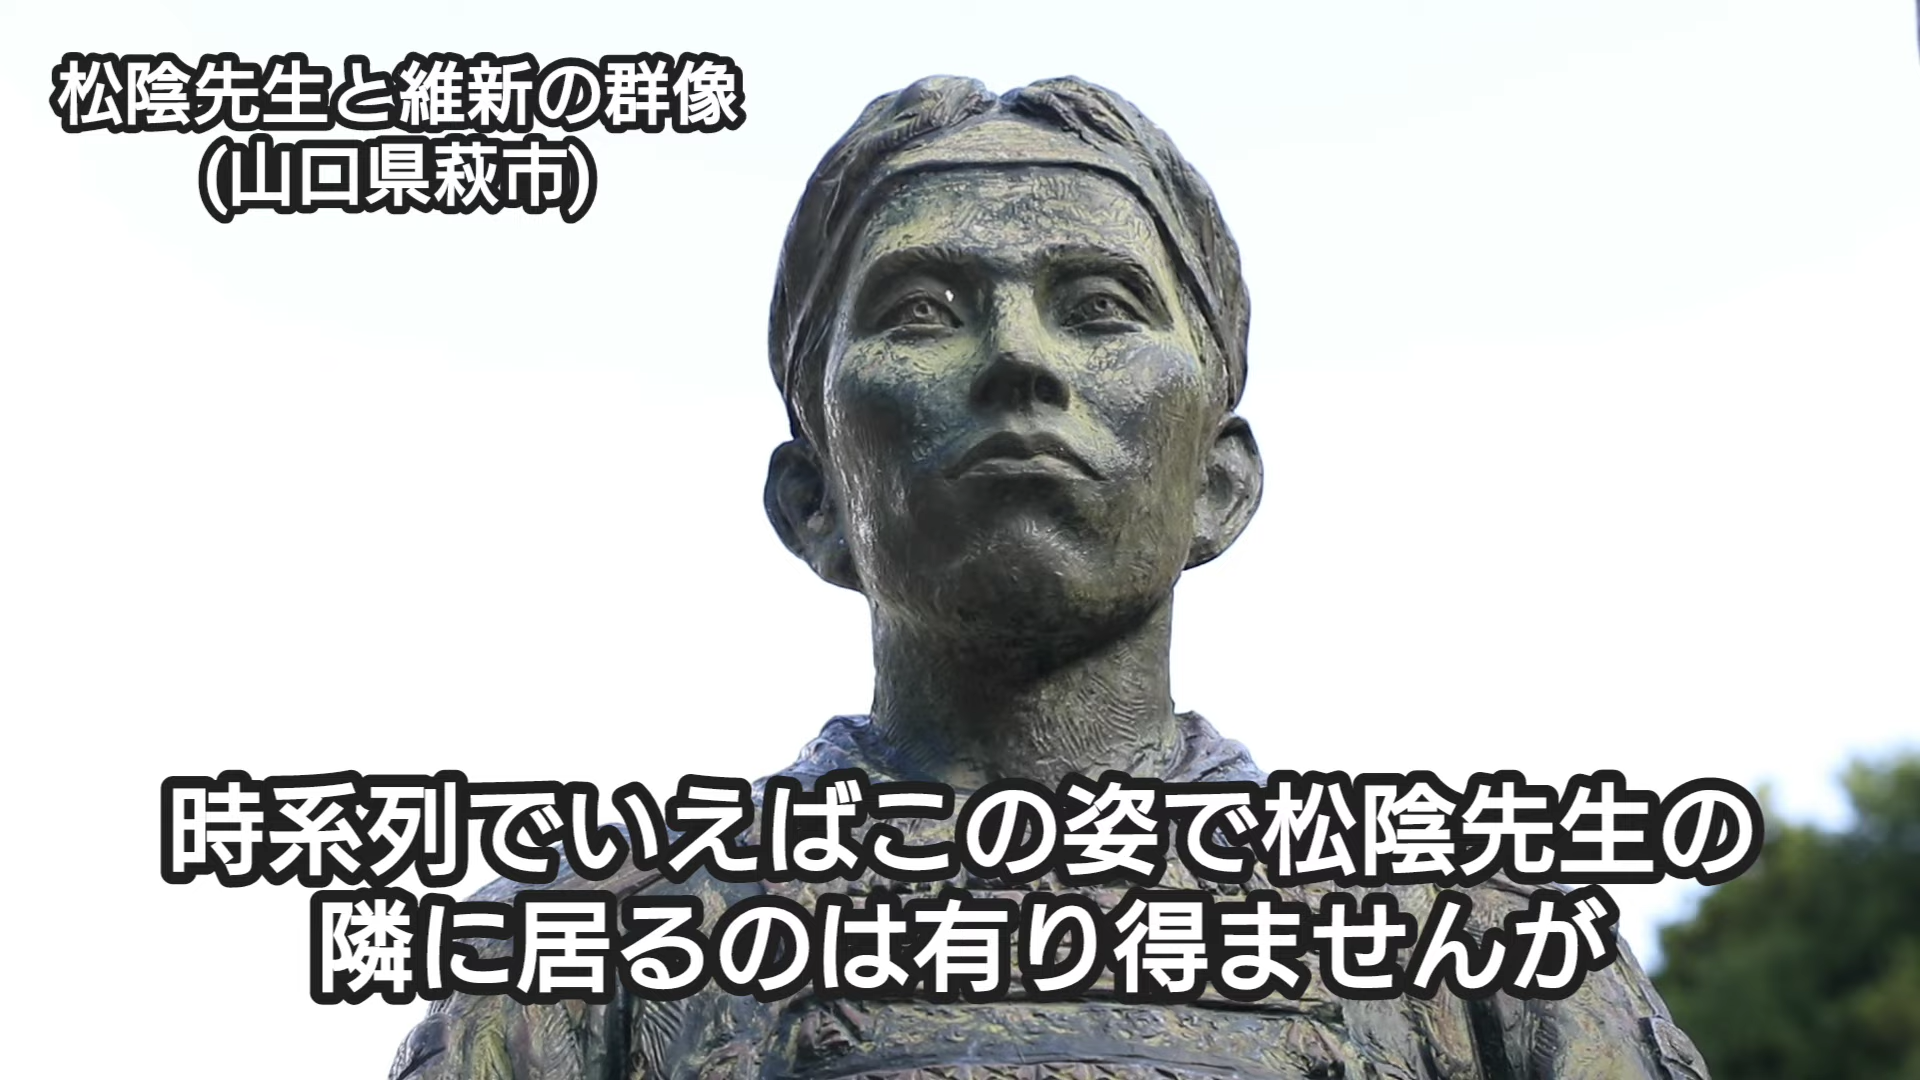 松陰先生と維新の群像
(山口県萩市)
時系列でいえばこの姿で松陰先生の
隣に居るのは有り得ませんが